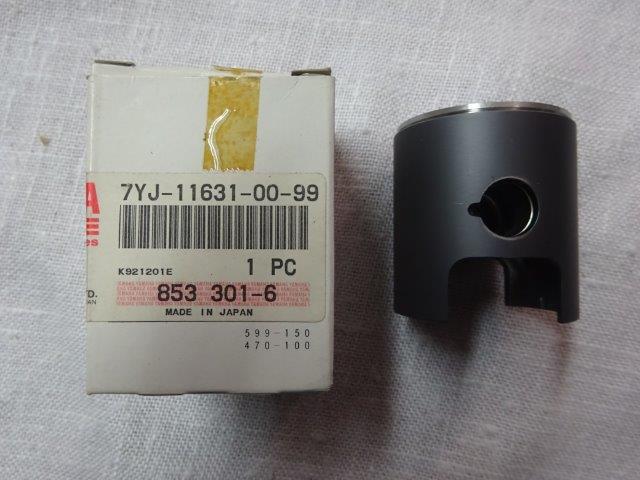 7YJ-11631-00-99
K921201E
1 PC
853 301-6
MADE IN JAPAN
599-150
470-100